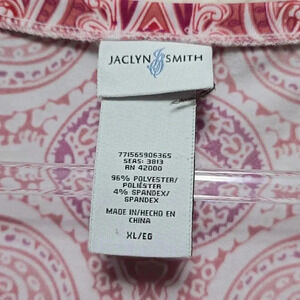 JACLYN SMITH
771565906365
SEAS: 3813
RN 42000
96% POLYESTER/
POLIÉSTER
4% SPANDEX/
SPANDEX
MADE IN/HECHO EN
CHINA
XL/EG